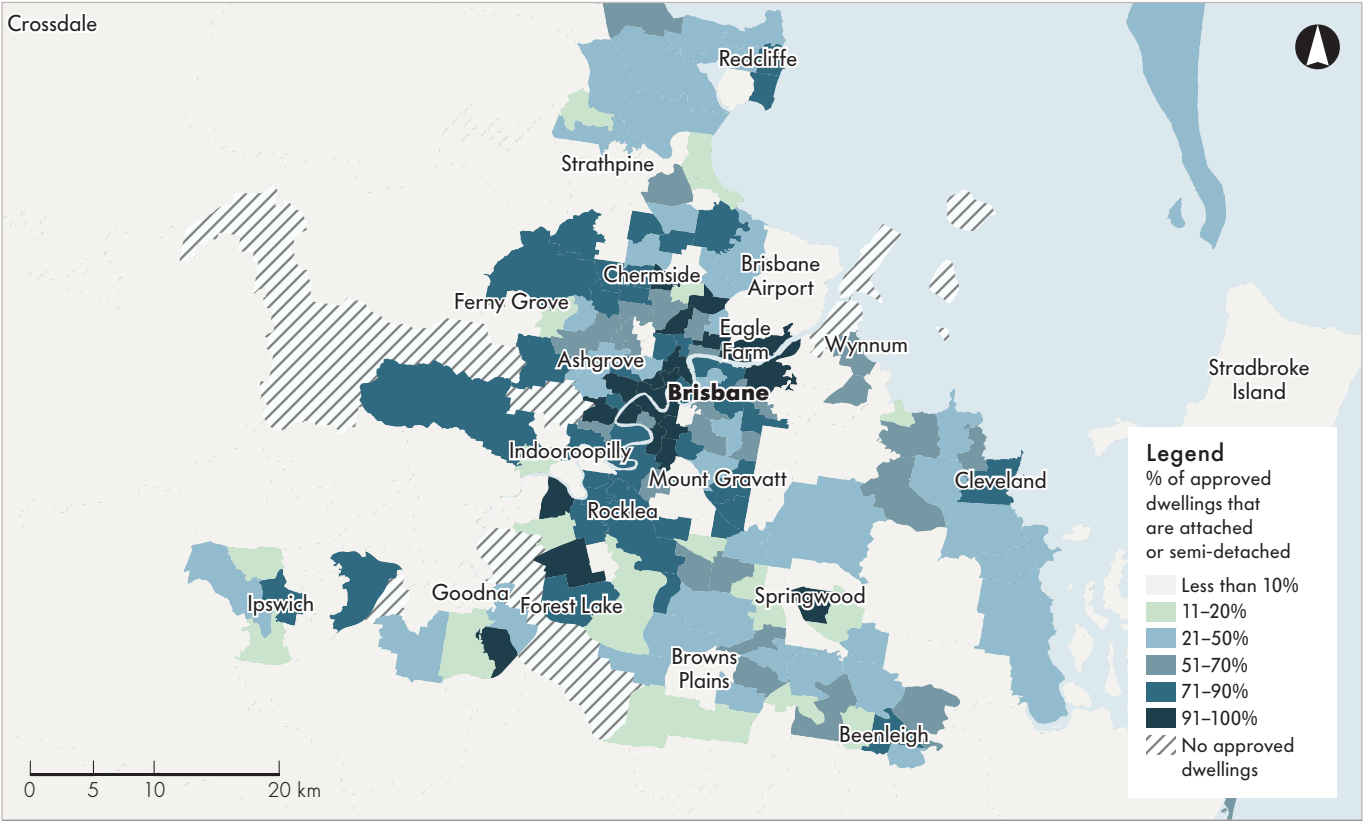 Crossdale
Redcliffe
Strathpine
Chermside
Brisbane
Airport
Ferny Grove
Eagle
Farm
Wynnum
Ashgrove
Stradbroke
Island
Brisbane
Indooroopilly
Mount Gravatt
Cleveland
Rocklea
Goodna
Springwood
Ipswich
Forest Lake
Browns
Plains
Beenleigh
Legend
% of approved
dwellings that
are attached
or semi-detached
Less than 10%
11–20%
21–50%
51–70%
71–90%
91–100%
No approved
dwellings
0 5 10 20 km